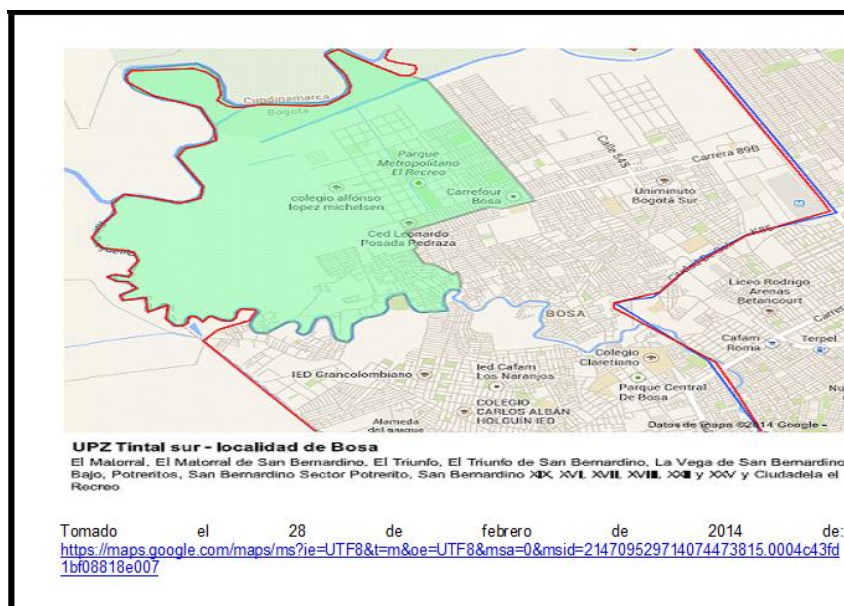 Cundinamarca
Bogotá
Parque
Metropolitano
El Recreo
Calle 54S
Carrera 89B
colegio alfonso
lopez michelsen
Carrefour
Bosa
Uniminuto
Bogotá Sur
Ced Leonardo
Posada Pedraza
Liceo Rodrigo
Arenas
Betancourt
BOSA
Cafam
Roma
Terpel
Colegio
Claretiano
IED Grancolombiano
Ied Cafam
Los Naranjos
Parque Central
De Bosa
COLEGIO
CARLOS ALBÁN
HOLGUÍN IED
Alameda
del parque
Datos de mapa ©2014 Google -
UPZ Tintal sur - localidad de Bosa
El Matorral, El Matorral de San Bernardino, El Triunfo, El Triunfo de San Bernardino, La Vega de San Bernardino
Bajo, Potreritos, San Bernardino Sector Potrerito, San Bernardino XIX, XVI, XVII, XVIII, y XXV y Ciudadela el
Recreo
Tomado el 28 de febrero de 2014 de:
https://maps.google.com/maps/ms?ie=UTF8&t=m&oe=UTF8&msa=0&msid=214709529714074473815.0004c43fd
1bf08818e007